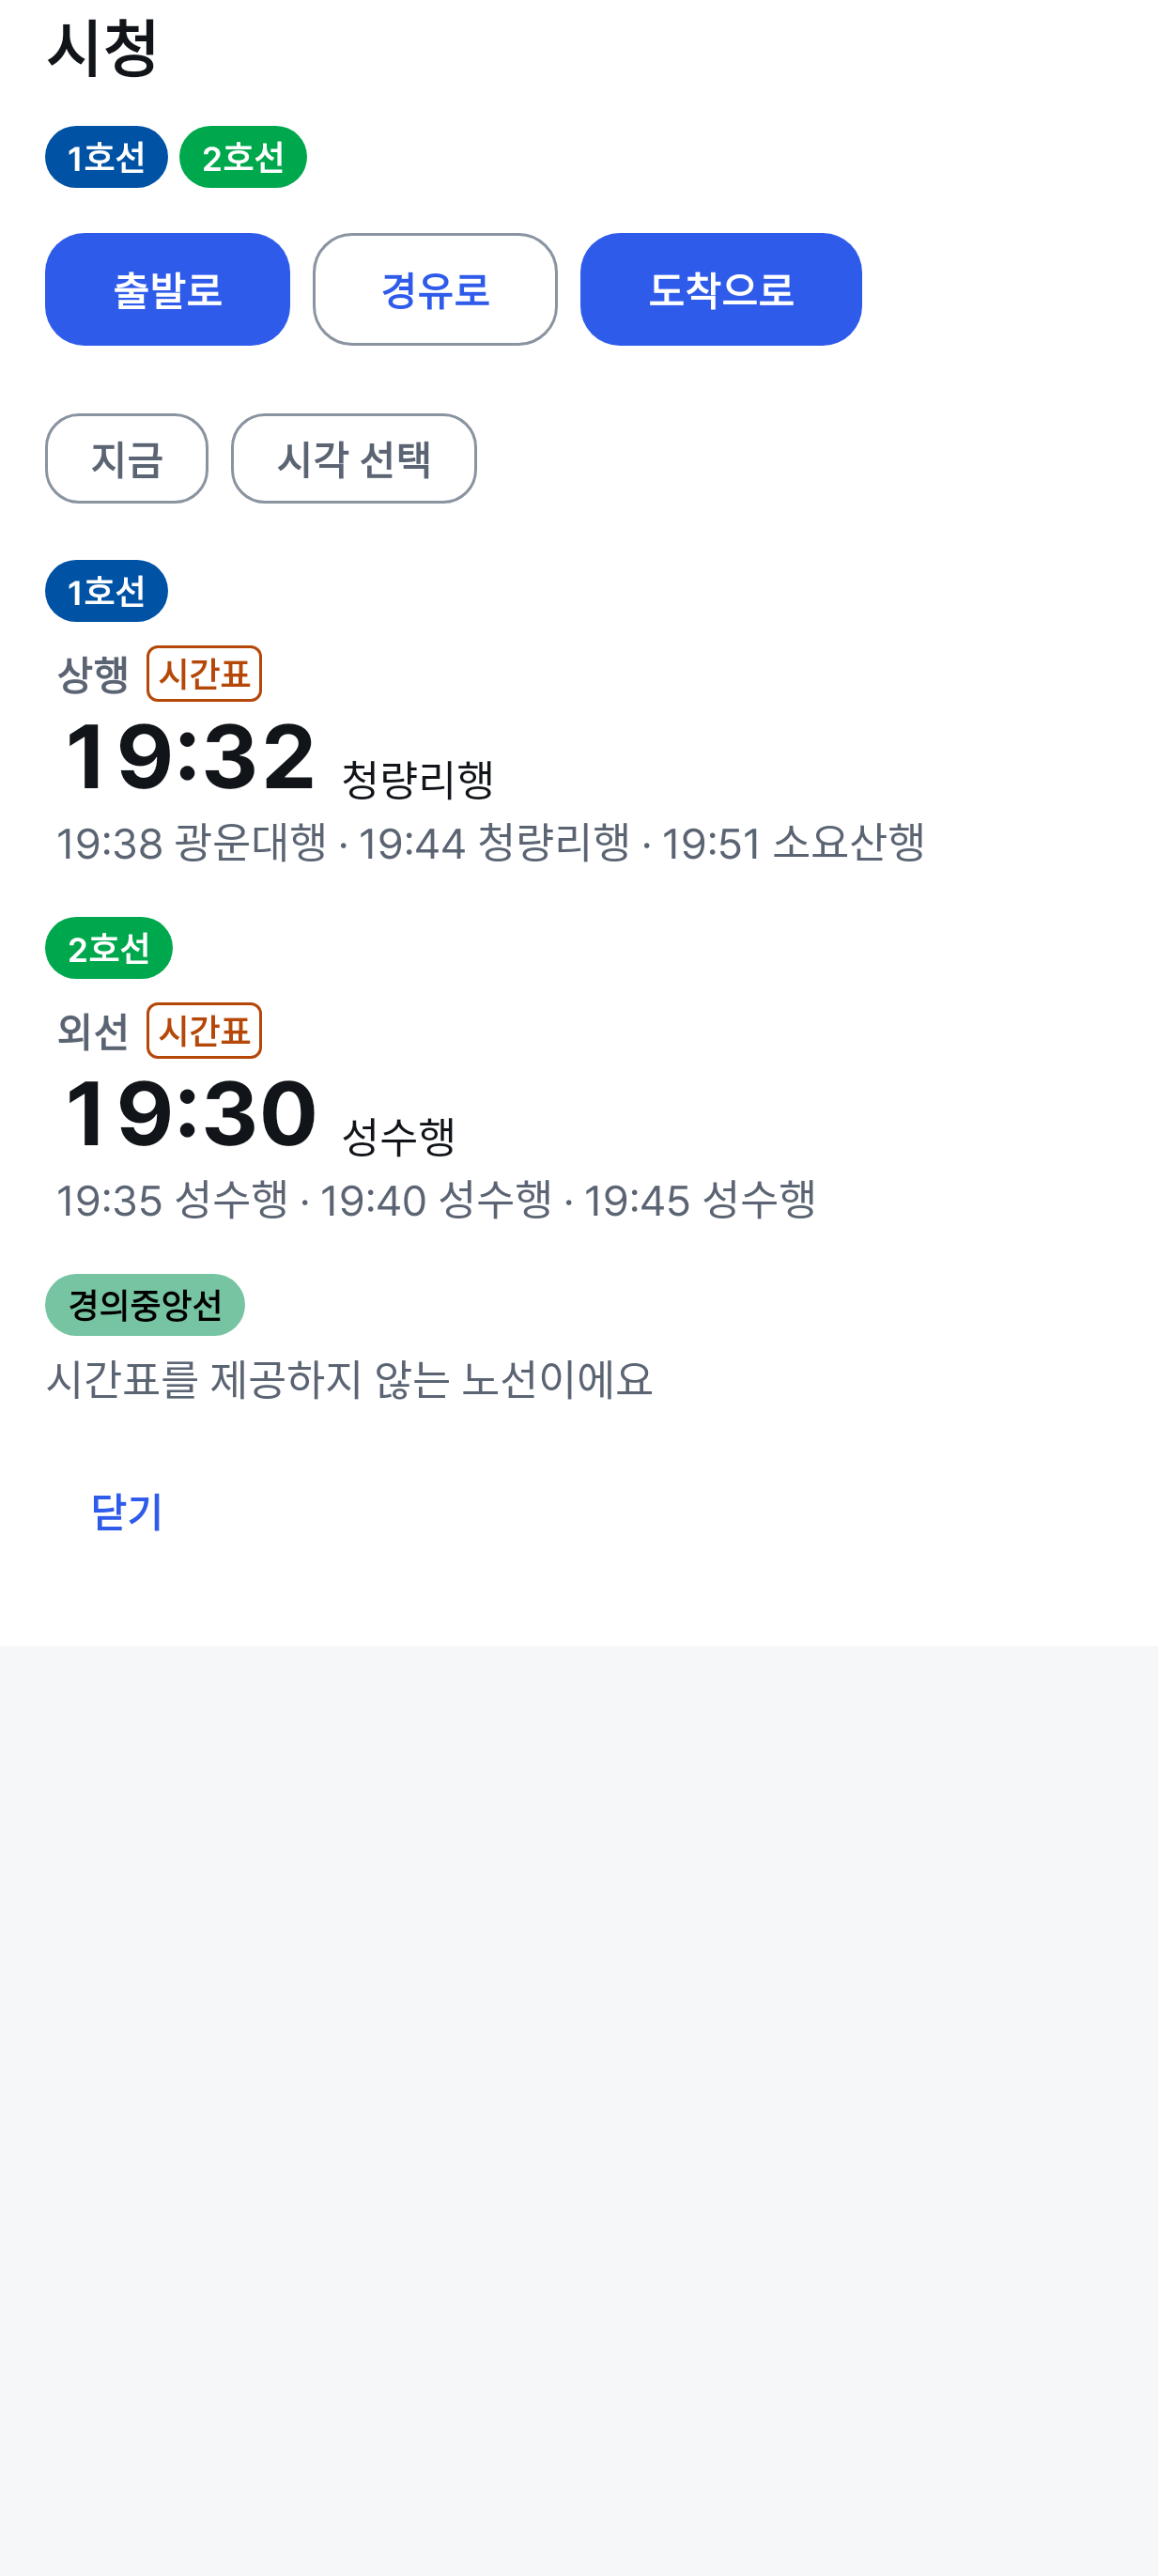 시청
1호선 2호선
출발로 경유로 도착으로
지금 시각 선택
1호선
상행 시간표
19:32 청량리행
19:38 광운대행 · 19:44 청량리행 · 19:51 소요산행
2호선
외선 시간표
19:30 성수행
19:35 성수행 · 19:40 성수행 · 19:45 성수행
경의중앙선
시간표를 제공하지 않는 노선이에요
닫기